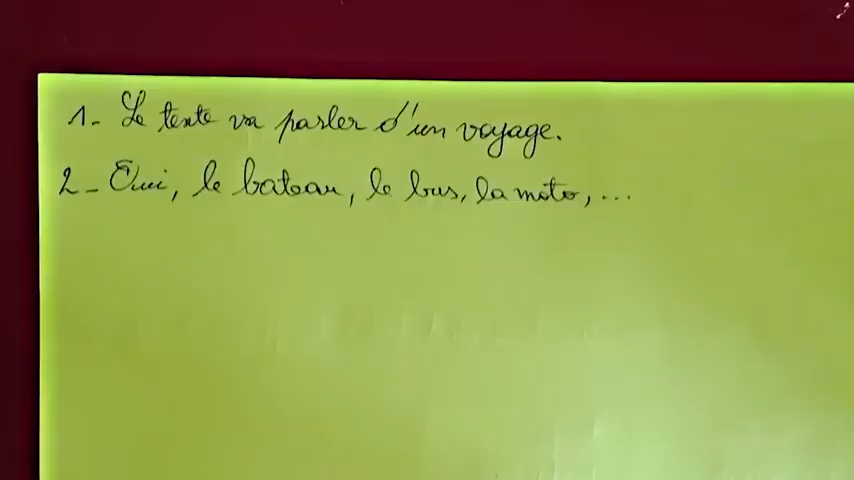 1- Le texte va parler d'un voyage.
2- Oui, le bateau, le bus, la moto, ...